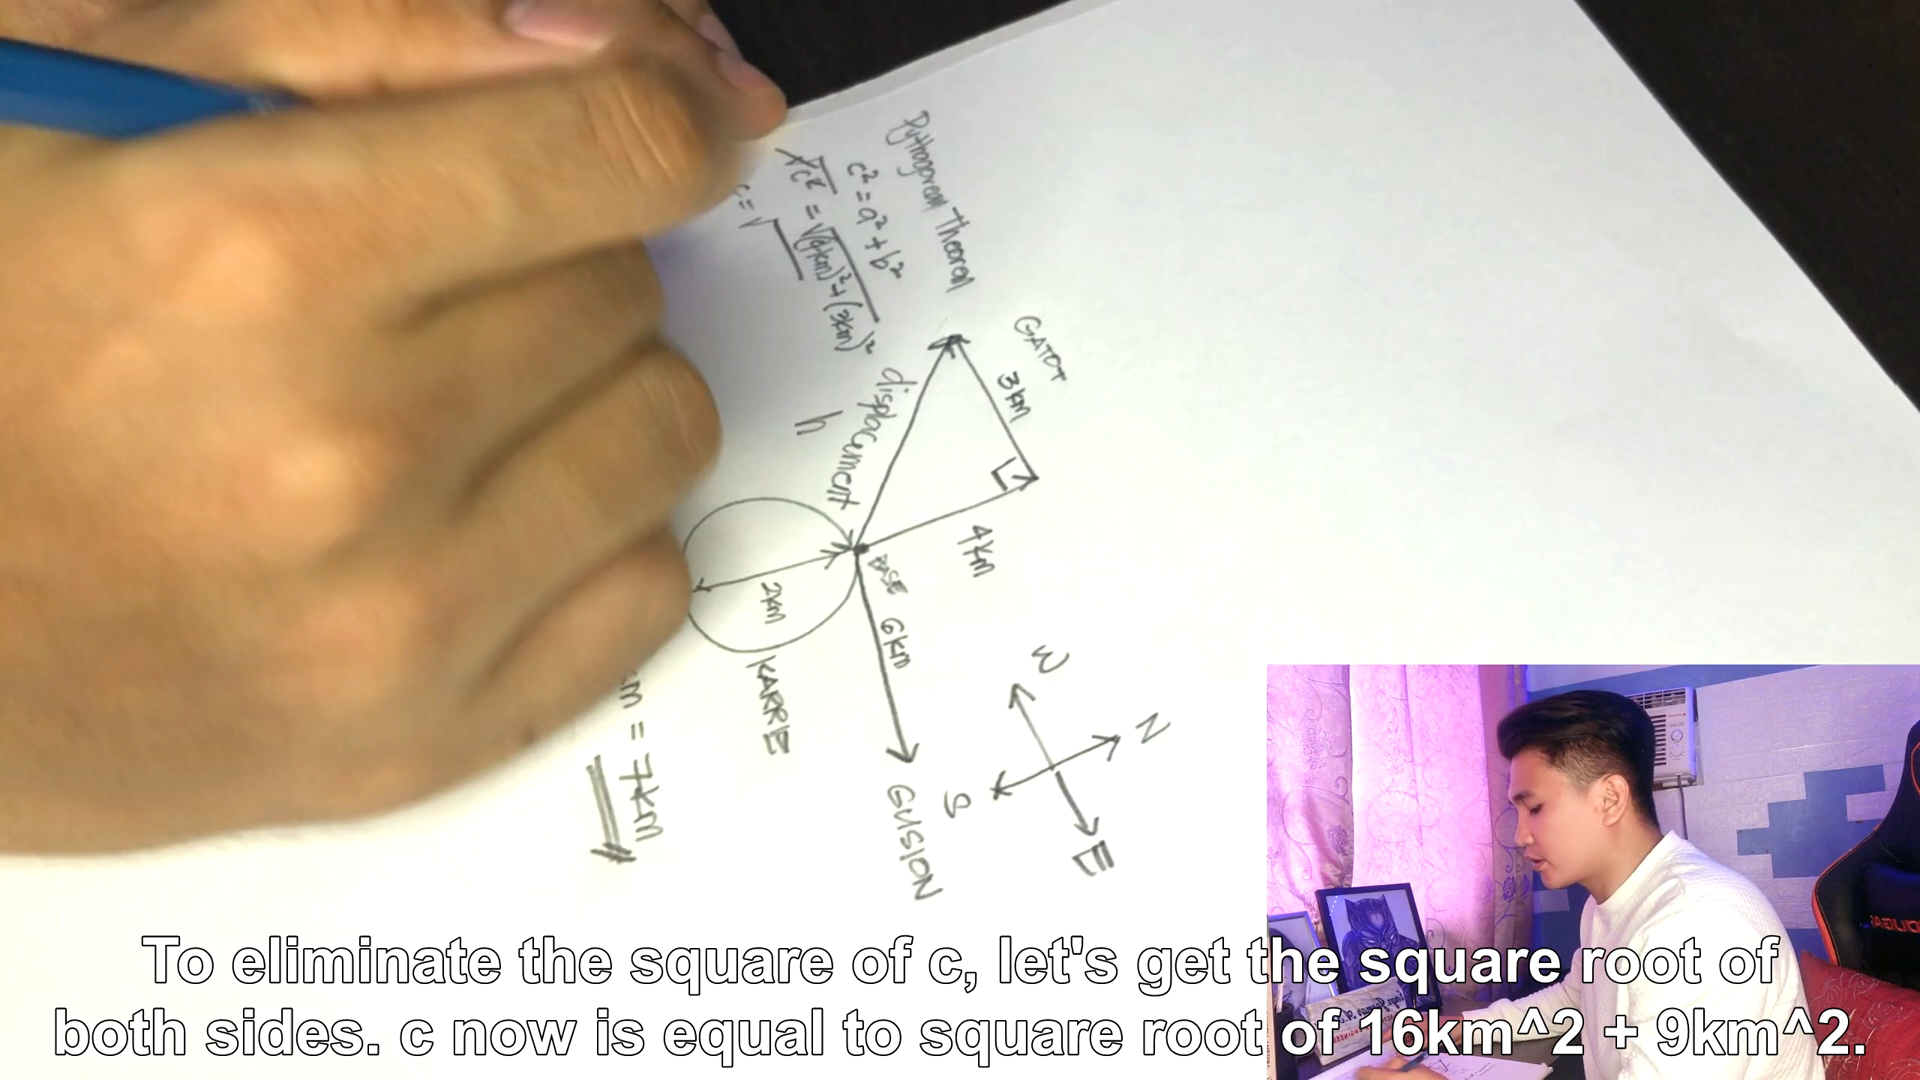 Pythagorean Theorem
c² = a² + b²
√c² = √(4km)² + (3km)²
c = √
GATOT
3km
4km
displacement
h
BASE
6km
GUSION
2km
KARRIE
km = 7km
W
N
S
E
To eliminate the square of c, let's get the square root of
both sides. c now is equal to square root of 16km^2 + 9km^2.